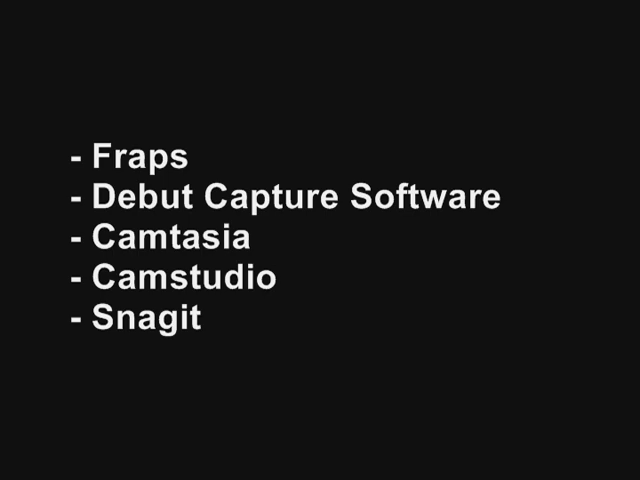 - Fraps
- Debut Capture Software
- Camtasia
- Camstudio
- Snagit